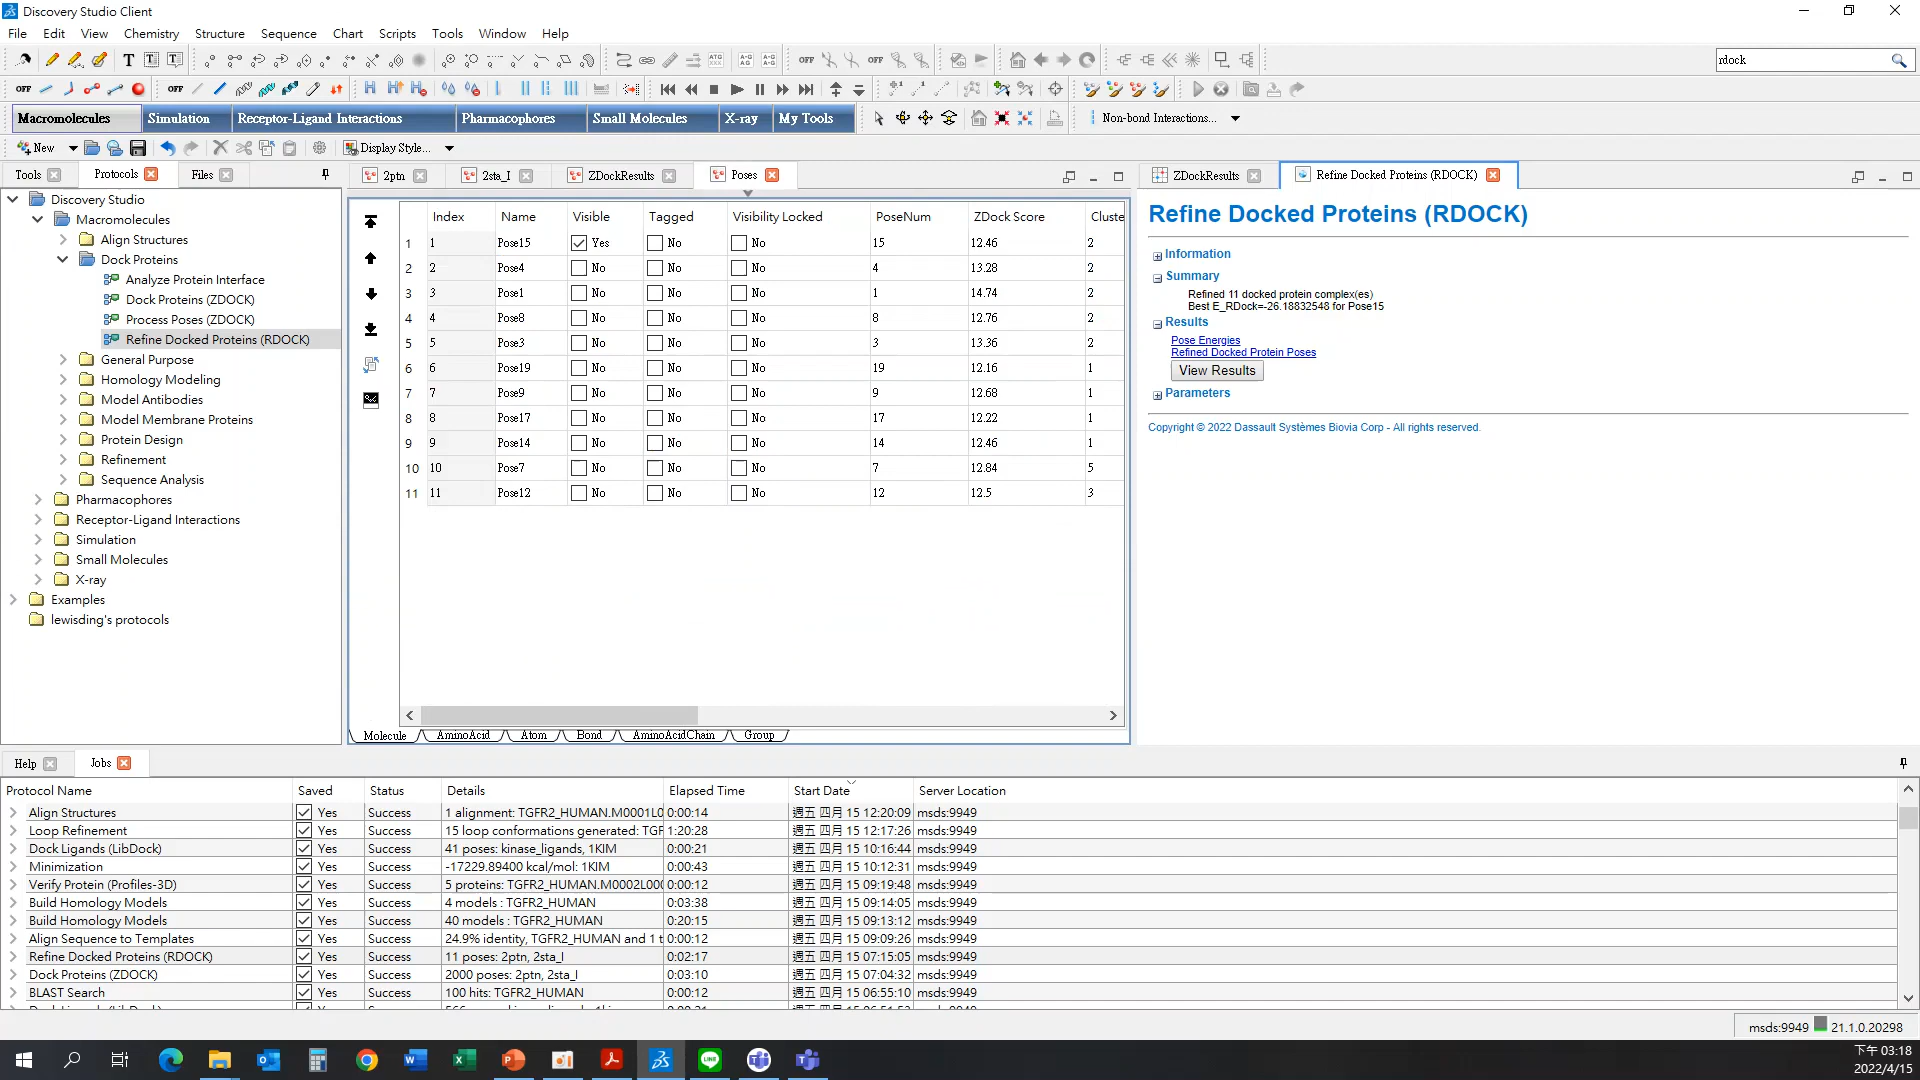 Discovery Studio Client
File Edit View Chemistry Structure Sequence Chart Scripts Tools Window Help
rdock
Macromolecules Simulation Receptor-Ligand Interactions Pharmacophores Small Molecules X-ray My Tools Non-bond Interactions...
New Display Style...
Tools Protocols Files
Discovery Studio
Macromolecules
Align Structures
Dock Proteins
Analyze Protein Interface
Dock Proteins (ZDOCK)
Process Poses (ZDOCK)
Refine Docked Proteins (RDOCK)
General Purpose
Homology Modeling
Model Antibodies
Model Membrane Proteins
Protein Design
Refinement
Sequence Analysis
Pharmacophores
Receptor-Ligand Interactions
Simulation
Small Molecules
X-ray
Examples
lewisding's protocols
2ptn 2sta_I ZDockResults Poses
Index Name Visible Tagged Visibility Locked PoseNum ZDock Score Cluste
1 1 Pose15 Yes No No 15 12.46 2
2 2 Pose4 No No No 4 13.28 2
3 3 Pose1 No No No 1 14.74 2
4 4 Pose8 No No No 8 12.76 2
5 5 Pose3 No No No 3 13.36 2
6 6 Pose19 No No No 19 12.16 1
7 7 Pose9 No No No 9 12.68 1
8 8 Pose17 No No No 17 12.22 1
9 9 Pose14 No No No 14 12.46 1
10 10 Pose7 No No No 7 12.84 5
11 11 Pose12 No No No 12 12.5 3
Molecule AminoAcid Atom Bond AminoAcidChain Group
ZDockResults Refine Docked Proteins (RDOCK)
Refine Docked Proteins (RDOCK)
Information
Summary
Refined 11 docked protein complex(es)
Best E_RDock=-26.18832548 for Pose15
Results
Pose Energies
Refined Docked Protein Poses
View Results
Parameters
Copyright © 2022 Dassault Systèmes Biovia Corp - All rights reserved.
Help Jobs
Protocol Name Saved Status Details Elapsed Time Start Date Server Location
Align Structures Yes Success 1 alignment: TGFR2_HUMAN.M0001L0 0:00:14 週五 四月 15 12:20:09 msds:9949
Loop Refinement Yes Success 15 loop conformations generated: TGF 1:20:28 週五 四月 15 12:17:26 msds:9949
Dock Ligands (LibDock) Yes Success 41 poses: kinase_ligands, 1KIM 0:00:21 週五 四月 15 10:16:44 msds:9949
Minimization Yes Success -17229.89400 kcal/mol: 1KIM 0:00:43 週五 四月 15 10:12:31 msds:9949
Verify Protein (Profiles-3D) Yes Success 5 proteins: TGFR2_HUMAN.M0002L000 0:00:12 週五 四月 15 09:19:48 msds:9949
Build Homology Models Yes Success 4 models : TGFR2_HUMAN 0:03:38 週五 四月 15 09:14:05 msds:9949
Build Homology Models Yes Success 40 models : TGFR2_HUMAN 0:20:15 週五 四月 15 09:13:12 msds:9949
Align Sequence to Templates Yes Success 24.9% identity, TGFR2_HUMAN and 1 t 0:00:12 週五 四月 15 09:09:26 msds:9949
Refine Docked Proteins (RDOCK) Yes Success 11 poses: 2ptn, 2sta_I 0:02:17 週五 四月 15 07:15:05 msds:9949
Dock Proteins (ZDOCK) Yes Success 2000 poses: 2ptn, 2sta_I 0:03:10 週五 四月 15 07:04:32 msds:9949
BLAST Search Yes Success 100 hits: TGFR2_HUMAN 0:00:12 週五 四月 15 06:55:10 msds:9949
msds:9949 21.1.0.20298
下午 03:18
2022/4/15